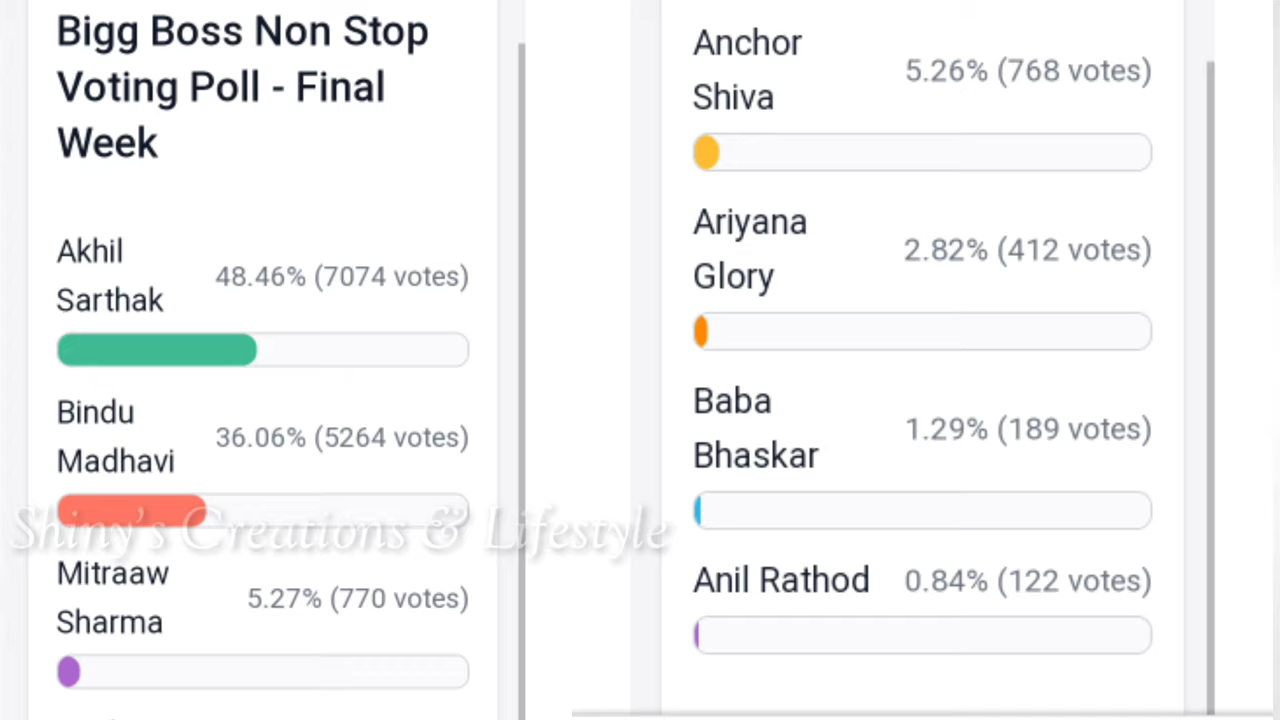 Bigg Boss Non Stop
Voting Poll - Final
Week
Akhil
Sarthak
48.46% (7074 votes)
Bindu
Madhavi
36.06% (5264 votes)
Mitraaw
Sharma
5.27% (770 votes)
Anchor
Shiva
5.26% (768 votes)
Ariyana
Glory
2.82% (412 votes)
Baba
Bhaskar
1.29% (189 votes)
Anil Rathod 0.84% (122 votes)
Shiny's Creations & Lifestyle